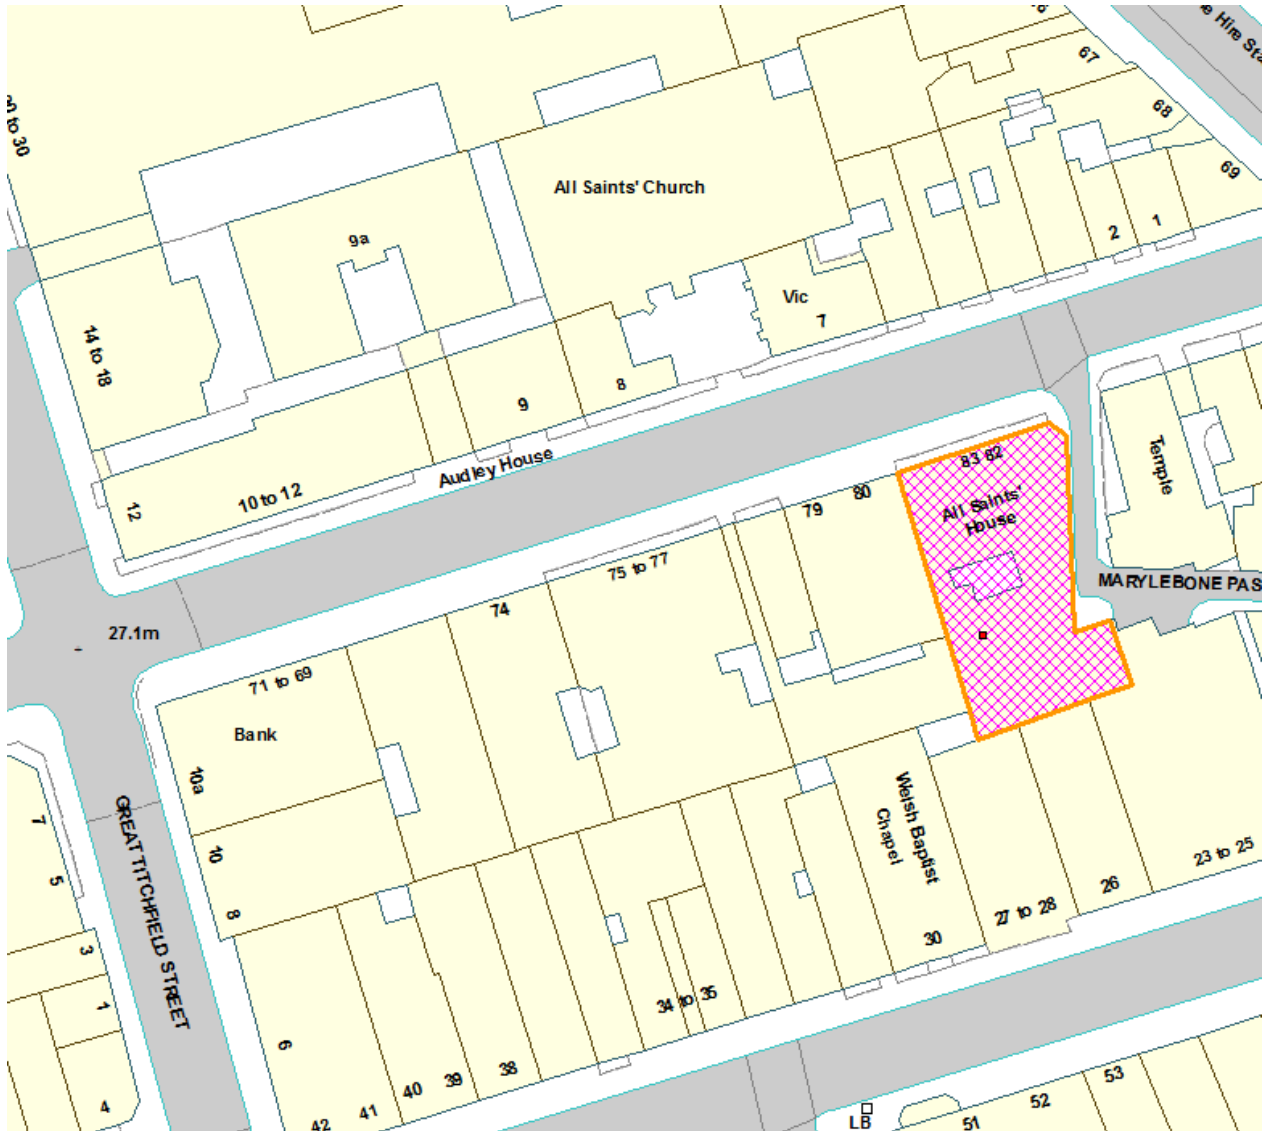 e Hire Sta
67
68
69
to 30
All Saints' Church
9a
2
1
Vic
7
14 to 18
8
9
Audley House
10 to 12
12
83 82
All Saints'
House
80
79
75 to 77
74
Temple
MARYLEBONE PAS
27.1m
71 to 69
Bank
10a
10
8
7
5
3
1
4
GREAT TITCHFIELD STREET
Welsh Baptist
Chapel
23 to 25
26
27 to 28
30
34 to 35
38
39
40
41
42
6
53
52
51
LB